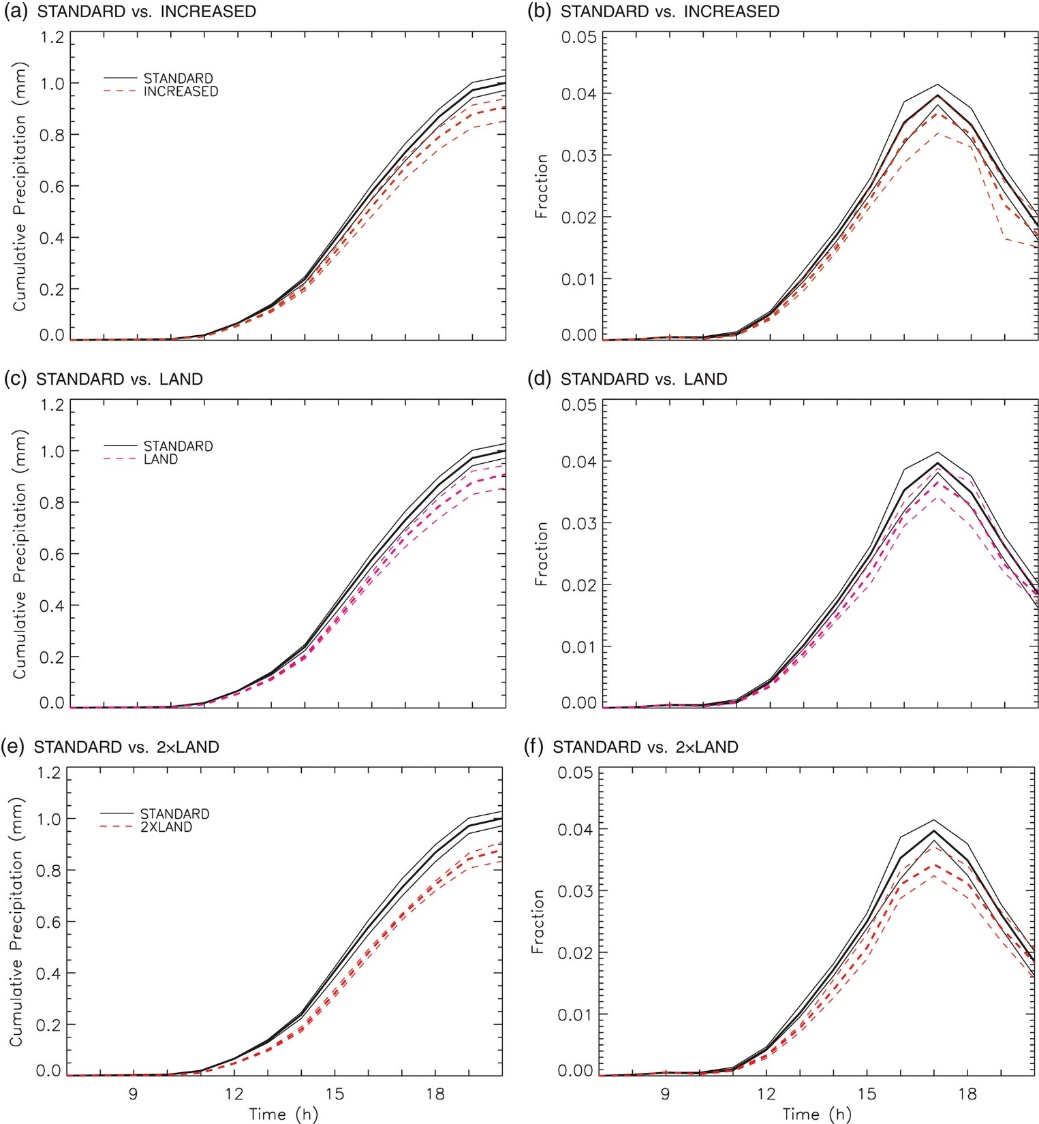 (a) STANDARD vs. INCREASED
1.2
1.0
0.8
0.6
0.4
0.2
0.0
Cumulative Precipitation (mm)
STANDARD
INCREASED
(b) STANDARD vs. INCREASED
0.05
0.04
0.03
0.02
0.01
0.00
Fraction
(c) STANDARD vs. LAND
1.2
1.0
0.8
0.6
0.4
0.2
0.0
Cumulative Precipitation (mm)
STANDARD
LAND
(d) STANDARD vs. LAND
0.05
0.04
0.03
0.02
0.01
0.00
Fraction
(e) STANDARD vs. 2×LAND
1.2
1.0
0.8
0.6
0.4
0.2
0.0
Cumulative Precipitation (mm)
STANDARD
2XLAND
9 12 15 18
Time (h)
(f) STANDARD vs. 2×LAND
0.05
0.04
0.03
0.02
0.01
0.00
Fraction
9 12 15 18
Time (h)